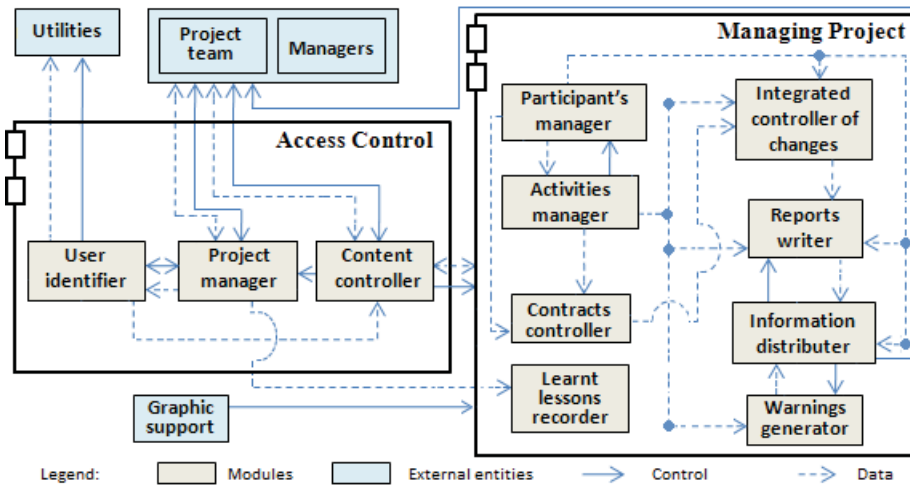 Utilities
Project
team
Managers
Managing Project
Access Control
Participant's
manager
Integrated
controller of
changes
Activities
manager
Reports
writer
User
identifier
Project
manager
Content
controller
Contracts
controller
Information
distributer
Learnt
lessons
recorder
Graphic
support
Warnings
generator
Legend:
Modules
External entities
Control
Data